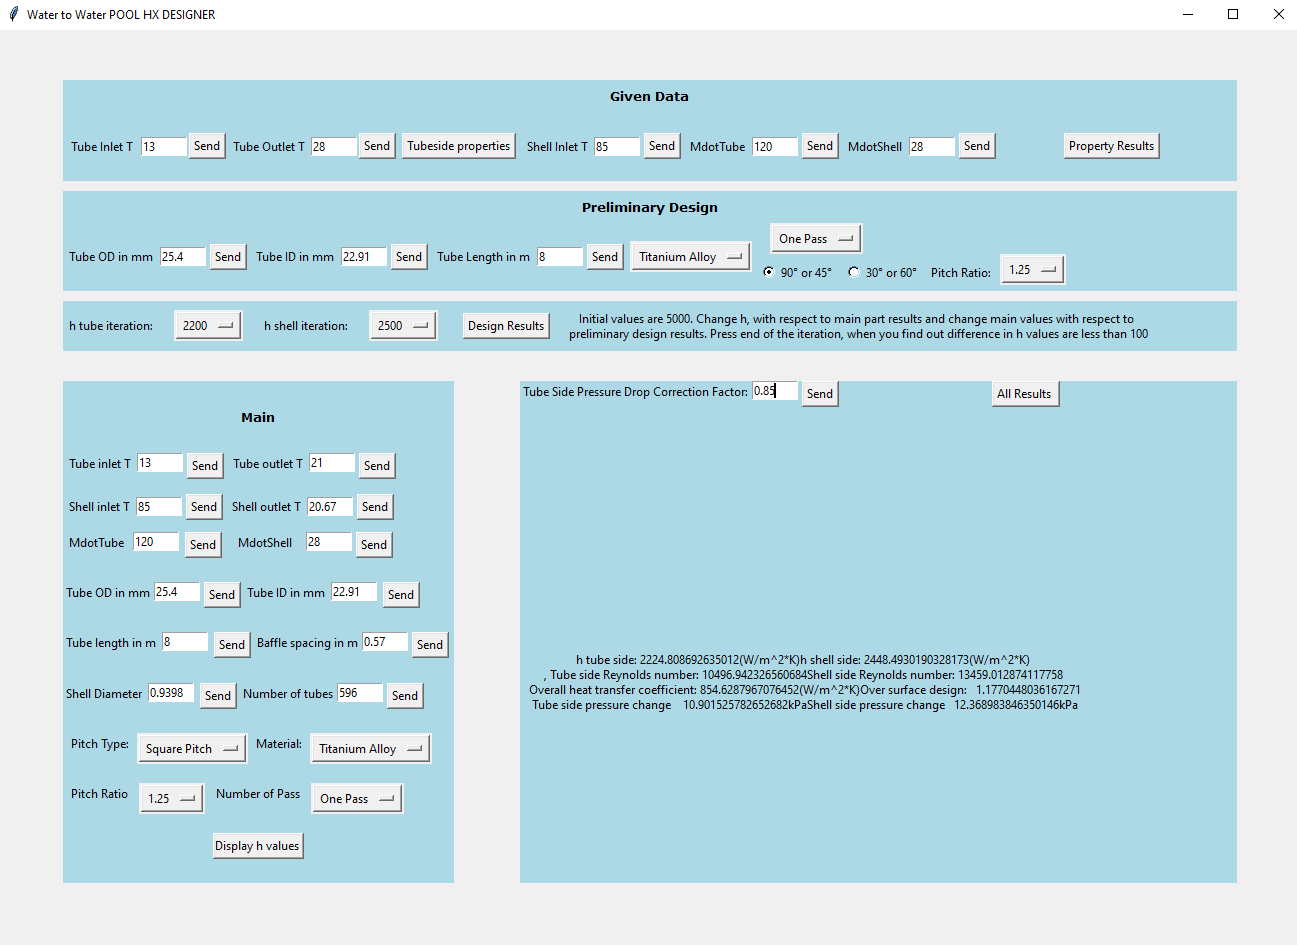 Water to Water POOL HX DESIGNER
Given Data
Tube Inlet T 13 Send Tube Outlet T 28 Send Tubeside properties Shell Inlet T 85 Send MdotTube 120 Send MdotShell 28 Send Property Results
Preliminary Design
One Pass
Tube OD in mm 25.4 Send Tube ID in mm 22.91 Send Tube Length in m 8 Send Titanium Alloy
90° or 45° 30° or 60° Pitch Ratio: 1.25
h tube iteration: 2200 h shell iteration: 2500 Design Results
Initial values are 5000. Change h, with respect to main part results and change main values with respect to
preliminary design results. Press end of the iteration, when you find out difference in h values are less than 100
Main
Tube inlet T 13 Send Tube outlet T 21 Send
Shell inlet T 85 Send Shell outlet T 20.67 Send
MdotTube 120 Send MdotShell 28 Send
Tube OD in mm 25.4 Send Tube ID in mm 22.91 Send
Tube length in m 8 Send Baffle spacing in m 0.57 Send
Shell Diameter 0.9398 Send Number of tubes 596 Send
Pitch Type: Square Pitch Material: Titanium Alloy
Pitch Ratio 1.25 Number of Pass One Pass
Display h values
Tube Side Pressure Drop Correction Factor: 0.85 Send All Results
h tube side: 2224.808692635012(W/m^2*K)h shell side: 2448.4930190328173(W/m^2*K)
, Tube side Reynolds number: 10496.942326560684Shell side Reynolds number: 13459.012874117758
Overall heat transfer coefficient: 854.6287967076452(W/m^2*K)Over surface design: 1.1770448036167271
Tube side pressure change 10.901525782652682kPaShell side pressure change 12.368983846350146kPa